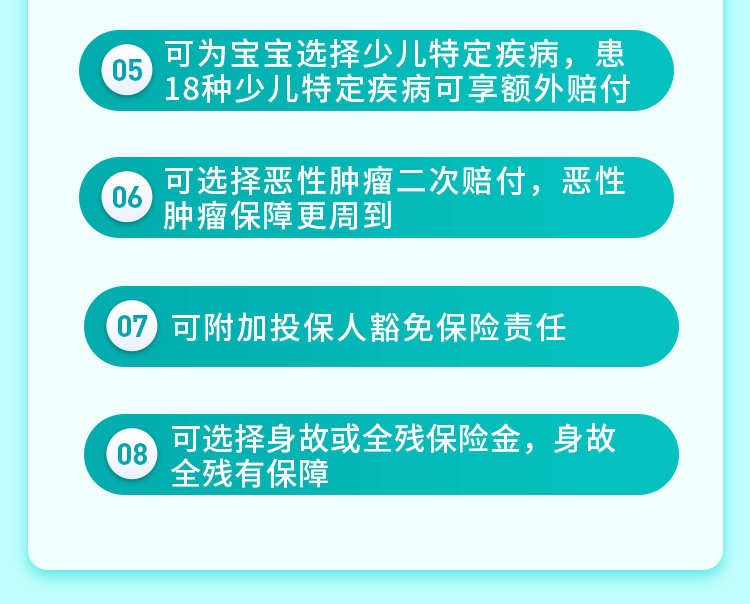 05
可为宝宝选择少儿特定疾病，患
18种少儿特定疾病可享额外赔付
06
可选择恶性肿瘤二次赔付，恶性
肿瘤保障更周到
07
可附加投保人豁免保险责任
08
可选择身故或全残保险金，身故
全残有保障